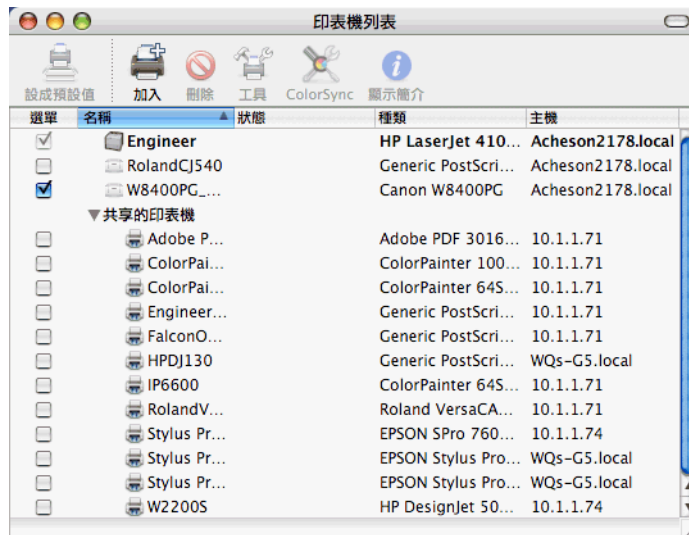 印表機列表
設成預設值 加入 刪除 工具 ColorSync 顯示簡介
選單 名稱 狀態 種類 主機
Engineer HP LaserJet 410... Acheson2178.local
RolandCJ540 Generic PostScri... Acheson2178.local
W8400PG_... Canon W8400PG Acheson2178.local
共享的印表機
Adobe P... Adobe PDF 3016... 10.1.1.71
ColorPai... ColorPainter 100... 10.1.1.71
ColorPai... ColorPainter 64S... 10.1.1.71
Engineer... Generic PostScri... 10.1.1.71
FalconO... Generic PostScri... 10.1.1.71
HPDJ130 Generic PostScri... WQs-G5.local
IP6600 ColorPainter 64S... 10.1.1.71
RolandV... Roland VersaCA... 10.1.1.71
Stylus Pr... EPSON SPro 760... 10.1.1.74
Stylus Pr... EPSON Stylus Pro... WQs-G5.local
Stylus Pr... EPSON Stylus Pro... WQs-G5.local
W2200S HP DesignJet 50... 10.1.1.74